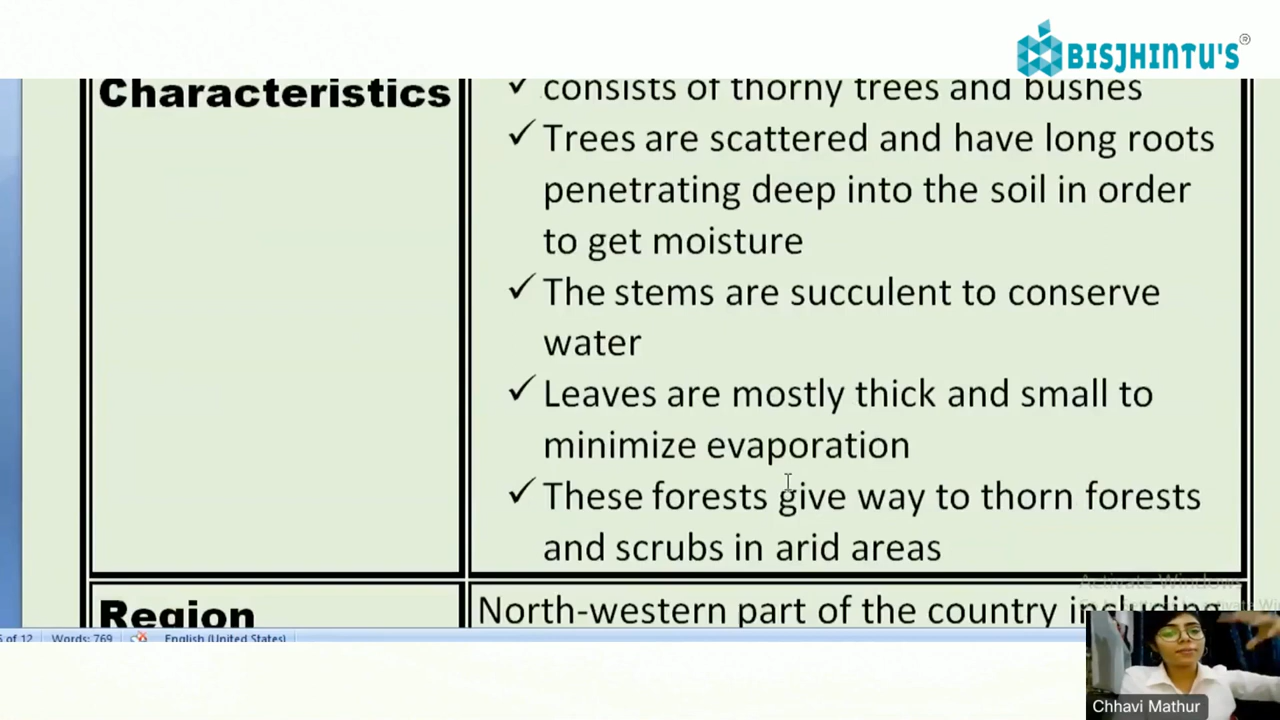 BISJHINTU'S
®
Characteristics
✓ consists of thorny trees and bushes
✓ Trees are scattered and have long roots
penetrating deep into the soil in order
to get moisture
✓ The stems are succulent to conserve
water
✓ Leaves are mostly thick and small to
minimize evaporation
✓ These forests give way to thorn forests
and scrubs in arid areas
Activate Windows
Region
North-western part of the country including
of 12
Words: 769
English (United States)
Chhavi Mathur